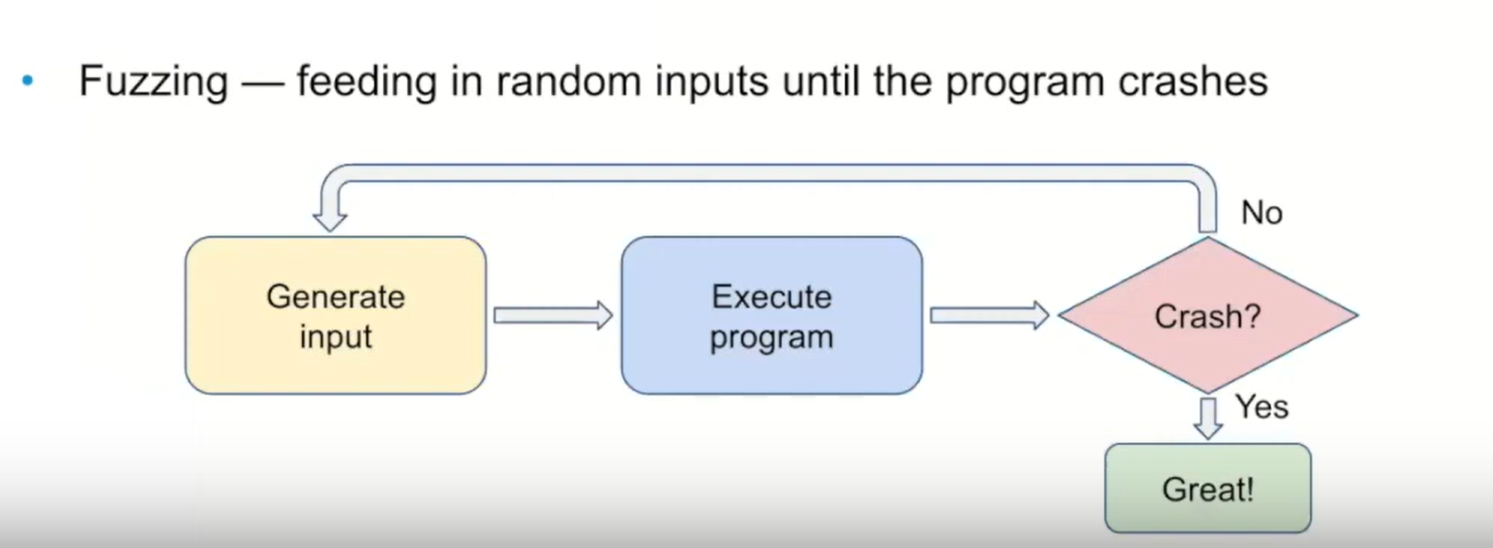 • Fuzzing — feeding in random inputs until the program crashes
No
Generate
input
Execute
program
Crash?
Yes
Great!